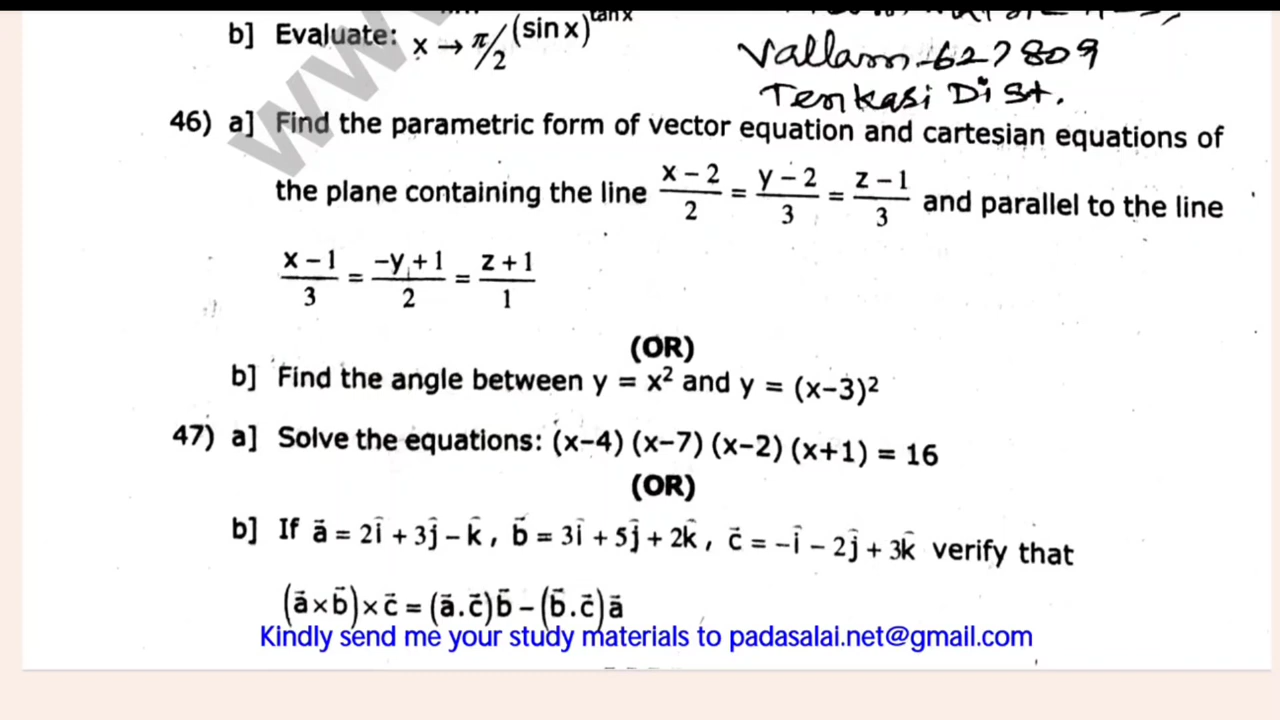 b] Evaluate: x → π/2 (sin x)^tan x
Vallam-627809
Tenkasi Dist.
46) a] Find the parametric form of vector equation and cartesian equations of
the plane containing the line (x – 2)/2 = (y – 2)/3 = (z – 1)/3 and parallel to the line
(x – 1)/3 = (–y + 1)/2 = (z + 1)/1
(OR)
b] Find the angle between y = x² and y = (x–3)²
47) a] Solve the equations: (x–4) (x–7) (x–2) (x+1) = 16
(OR)
b] If a⃗ = 2î + 3ĵ – k̂ , b⃗ = 3î + 5ĵ + 2k̂ , c⃗ = –î – 2ĵ + 3k̂ verify that
(a⃗ × b⃗) × c⃗ = (a⃗ . c⃗) b⃗ – (b⃗ . c⃗) a⃗
Kindly send me your study materials to padasalai.net@gmail.com